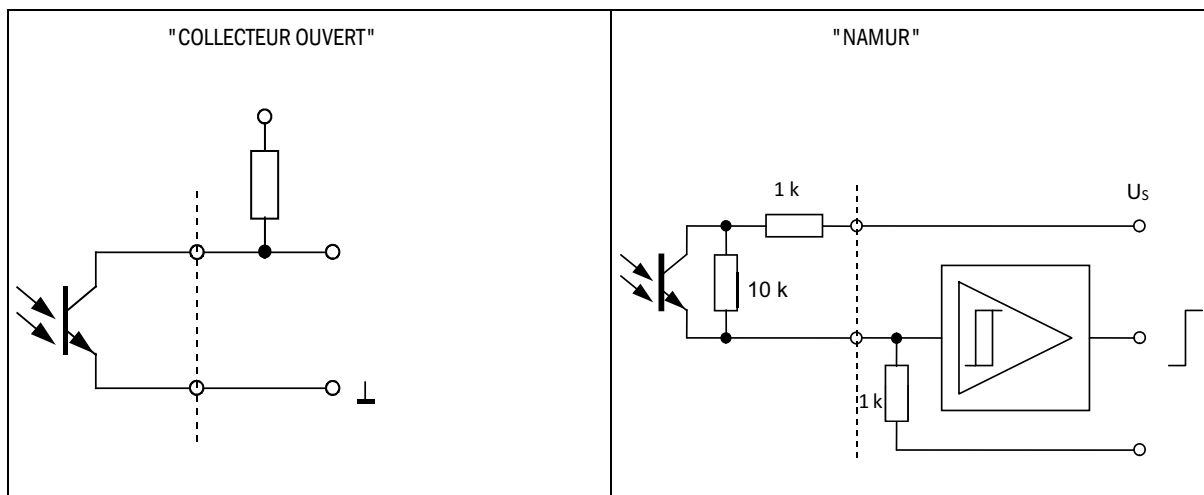 "COLLECTEUR OUVERT"
"NAMUR"
1 k
Us
10 k
1 k